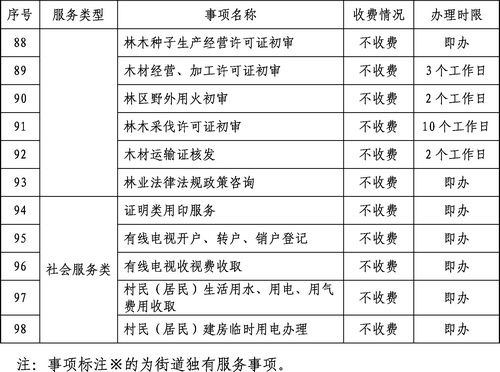 序号 服务类型 事项名称 收费情况 办理时限
88 林木种子生产经营许可证初审 不收费 即办
89 木材经营、加工许可证初审 不收费 3个工作日
90 林区野外用火初审 不收费 2个工作日
91 林木采伐许可证初审 不收费 10个工作日
92 木材运输证核发 不收费 2个工作日
93 林业法律法规政策咨询 不收费 即办
94 证明类用印服务 不收费 即办
95 有线电视开户、转户、销户登记 不收费 即办
96 社会服务类 有线电视收视费收取 不收费 即办
97 村民（居民）生活用水、用电、用气
费用收取 不收费 即办
98 村民（居民）建房临时用电办理 不收费 即办
注：事项标注※的为街道独有服务事项。